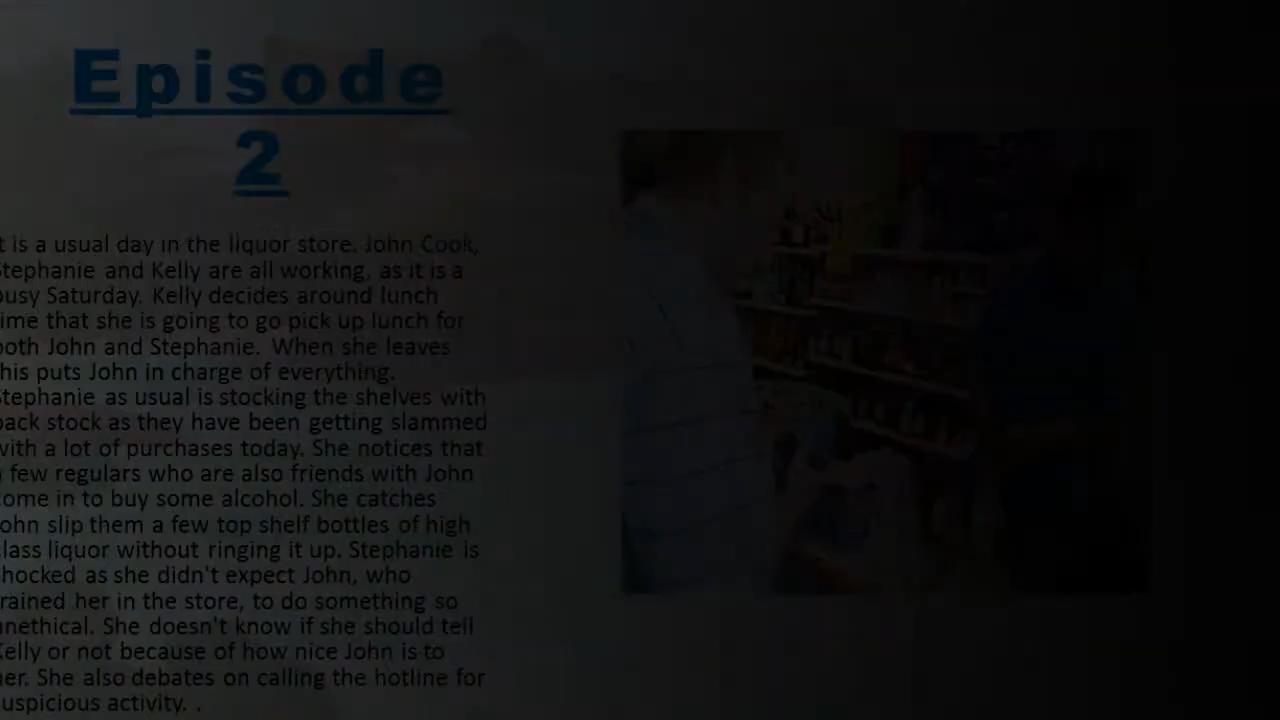 Episode
2
t is a usual day in the liquor store. John Cook,
Stephanie and Kelly are all working, as it is a
busy Saturday. Kelly decides around lunch
time that she is going to go pick up lunch for
both John and Stephanie. When she leaves
this puts John in charge of everything.
Stephanie as usual is stocking the shelves with
back stock as they have been getting slammed
with a lot of purchases today. She notices that
a few regulars who are also friends with John
come in to buy some alcohol. She catches
John slip them a few top shelf bottles of high
class liquor without ringing it up. Stephanie is
shocked as she didn't expect John, who
trained her in the store, to do something so
unethical. She doesn't know if she should tell
Kelly or not because of how nice John is to
her. She also debates on calling the hotline for
suspicious activity. .